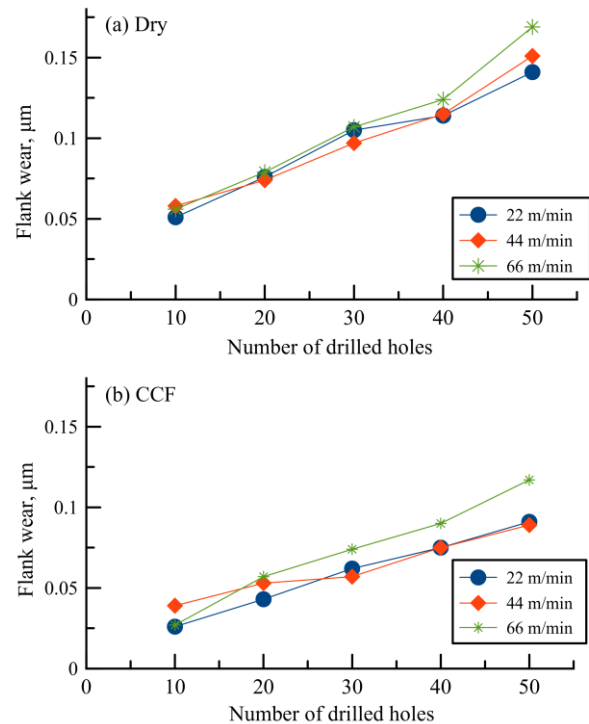 (a) Dry
Flank wear, μm
0.15
0.1
0.05
0
0 10 20 30 40 50
Number of drilled holes
22 m/min
44 m/min
66 m/min
(b) CCF
Flank wear, μm
0.15
0.1
0.05
0
0 10 20 30 40 50
Number of drilled holes
22 m/min
44 m/min
66 m/min